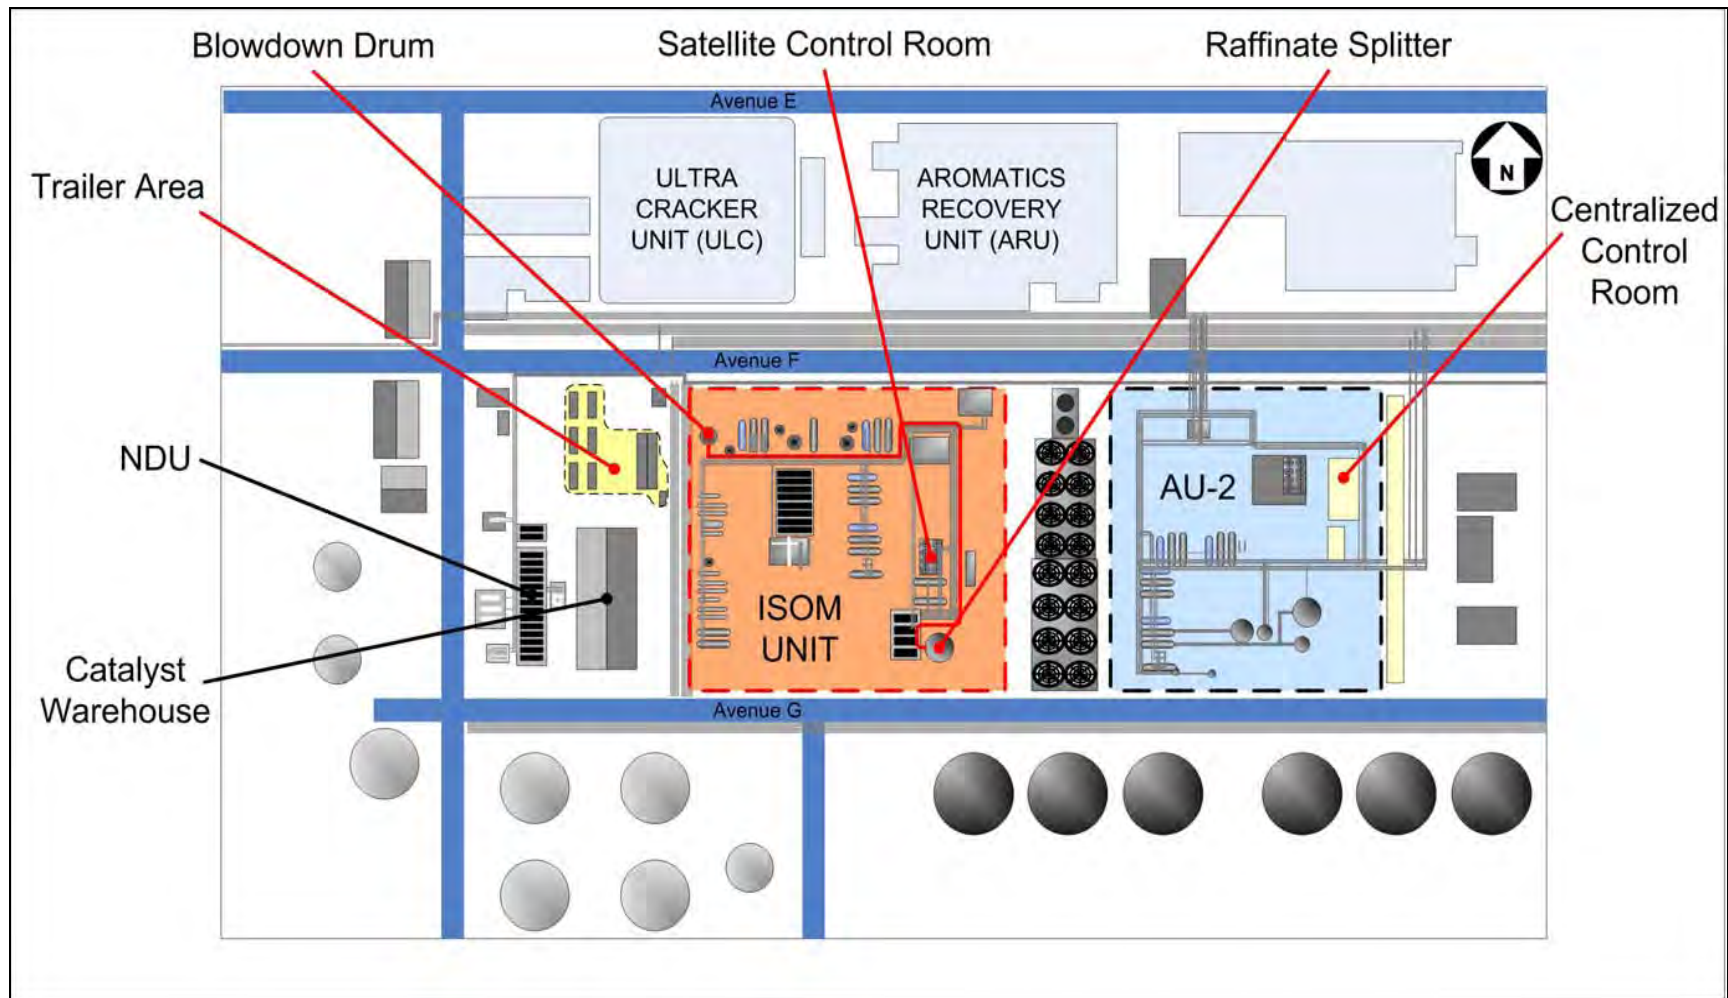 Blowdown Drum
Satellite Control Room
Raffinate Splitter
Avenue E
Trailer Area
ULTRA
CRACKER
UNIT (ULC)
AROMATICS
RECOVERY
UNIT (ARU)
N
Centralized
Control
Room
Avenue F
NDU
AU-2
ISOM
UNIT
Catalyst
Warehouse
Avenue G